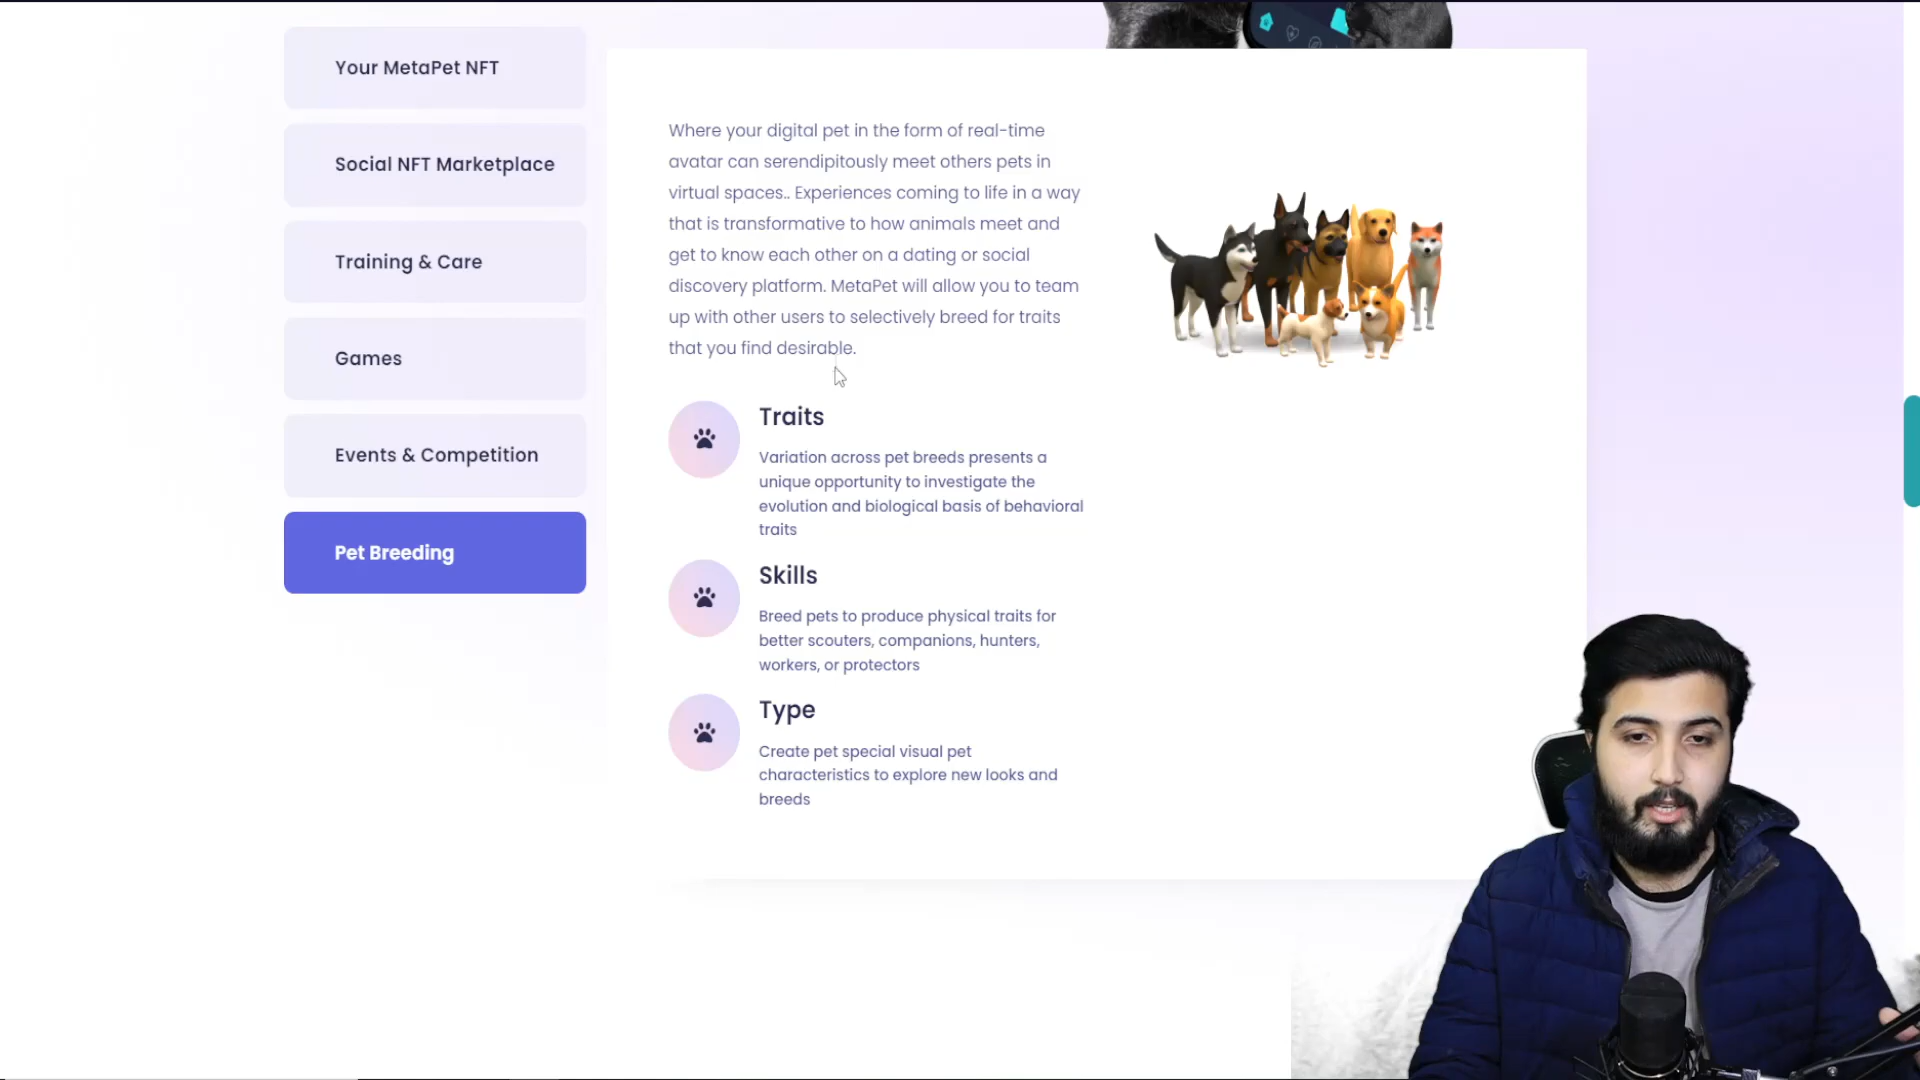 Your MetaPet NFT
Social NFT Marketplace
Training & Care
Games
Events & Competition
Pet Breeding
Where your digital pet in the form of real-time
avatar can serendipitously meet others pets in
virtual spaces.. Experiences coming to life in a way
that is transformative to how animals meet and
get to know each other on a dating or social
discovery platform. MetaPet will allow you to team
up with other users to selectively breed for traits
that you find desirable.
Traits
Variation across pet breeds presents a
unique opportunity to investigate the
evolution and biological basis of behavioral
traits
Skills
Breed pets to produce physical traits for
better scouters, companions, hunters,
workers, or protectors
Type
Create pet special visual pet
characteristics to explore new looks and
breeds